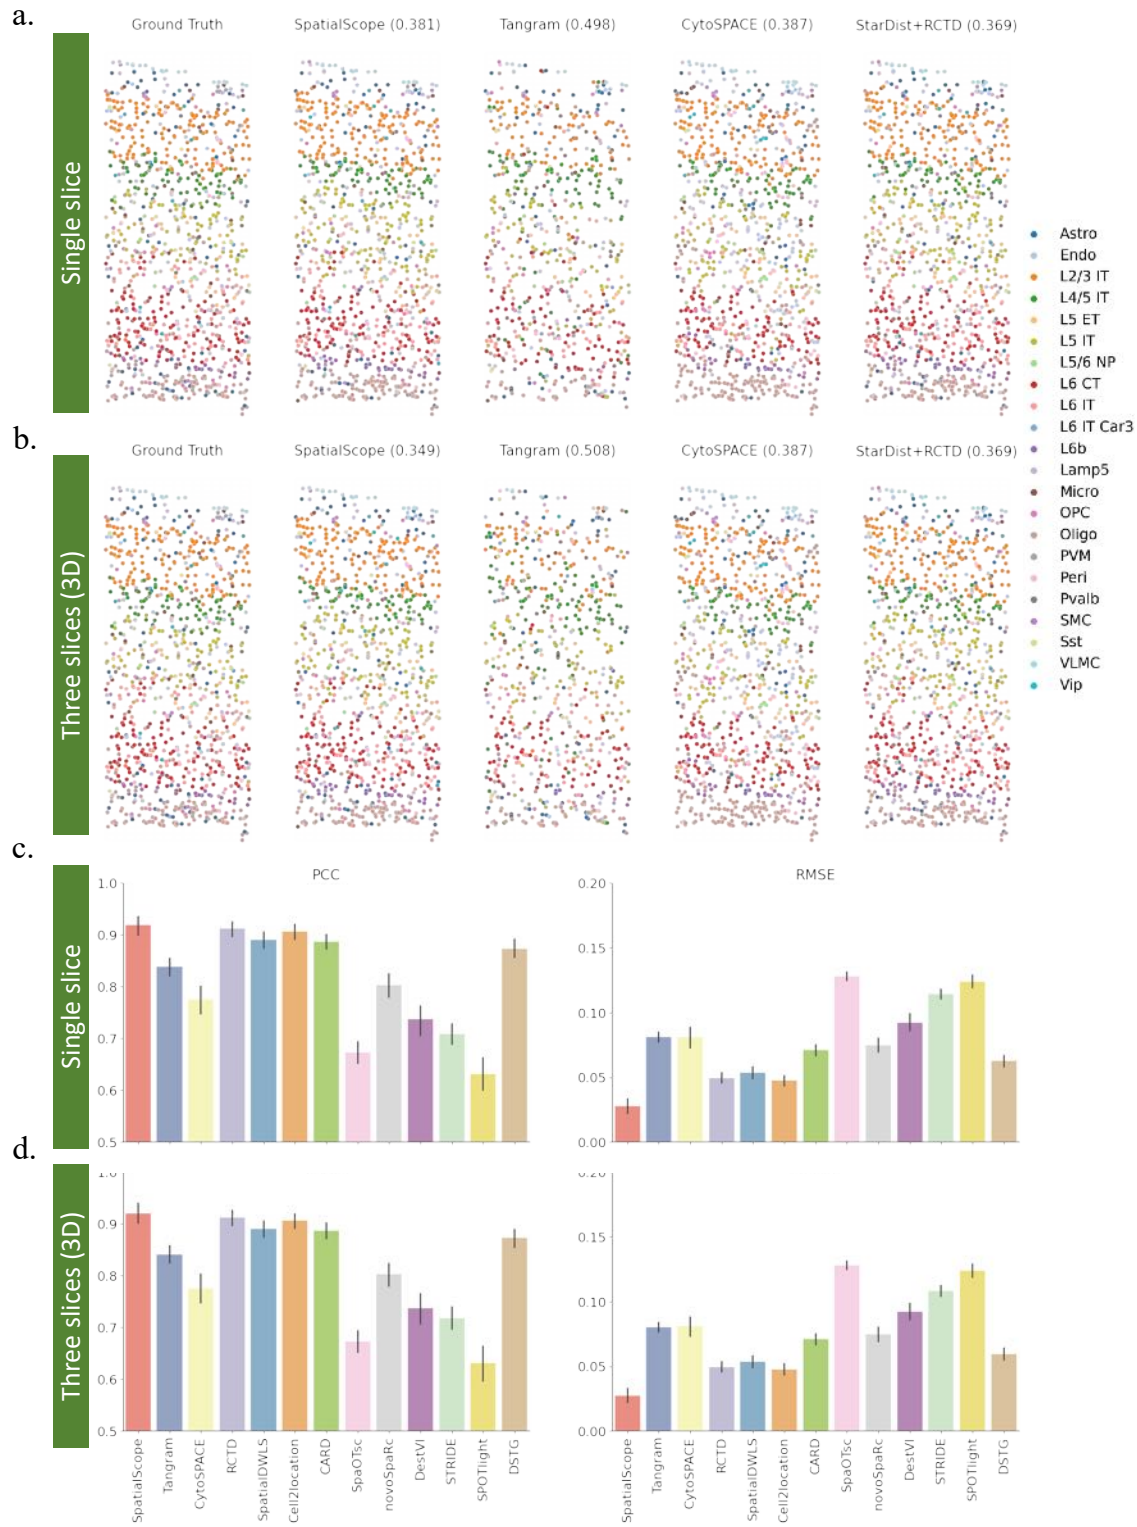 a.
Single slice
Ground Truth
SpatialScope (0.381)
Tangram (0.498)
CytoSPACE (0.387)
StarDist+RCTD (0.369)
Astro
Endo
L2/3 IT
L4/5 IT
L5 ET
L5 IT
L5/6 NP
L6 CT
L6 IT
L6 IT Car3
L6b
Lamp5
Micro
OPC
Oligo
PVM
Peri
Pvalb
SMC
Sst
VLMC
Vip
b.
Three slices (3D)
Ground Truth
SpatialScope (0.349)
Tangram (0.508)
CytoSPACE (0.387)
StarDist+RCTD (0.369)
c.
Single slice
PCC
1.0
0.9
0.8
0.7
0.6
0.5
RMSE
0.20
0.15
0.10
0.05
0.00
d.
Three slices (3D)
1.0
0.9
0.8
0.7
0.6
0.5
SpatialScope
Tangram
CytoSPACE
RCTD
SpatialDWLS
Cell2location
CARD
SpaOTsc
novoSpaRc
DestVI
STRIDE
SPOTlight
DSTG
0.20
0.15
0.10
0.05
0.00
SpatialScope
Tangram
CytoSPACE
RCTD
SpatialDWLS
Cell2location
CARD
SpaOTsc
novoSpaRc
DestVI
STRIDE
SPOTlight
DSTG